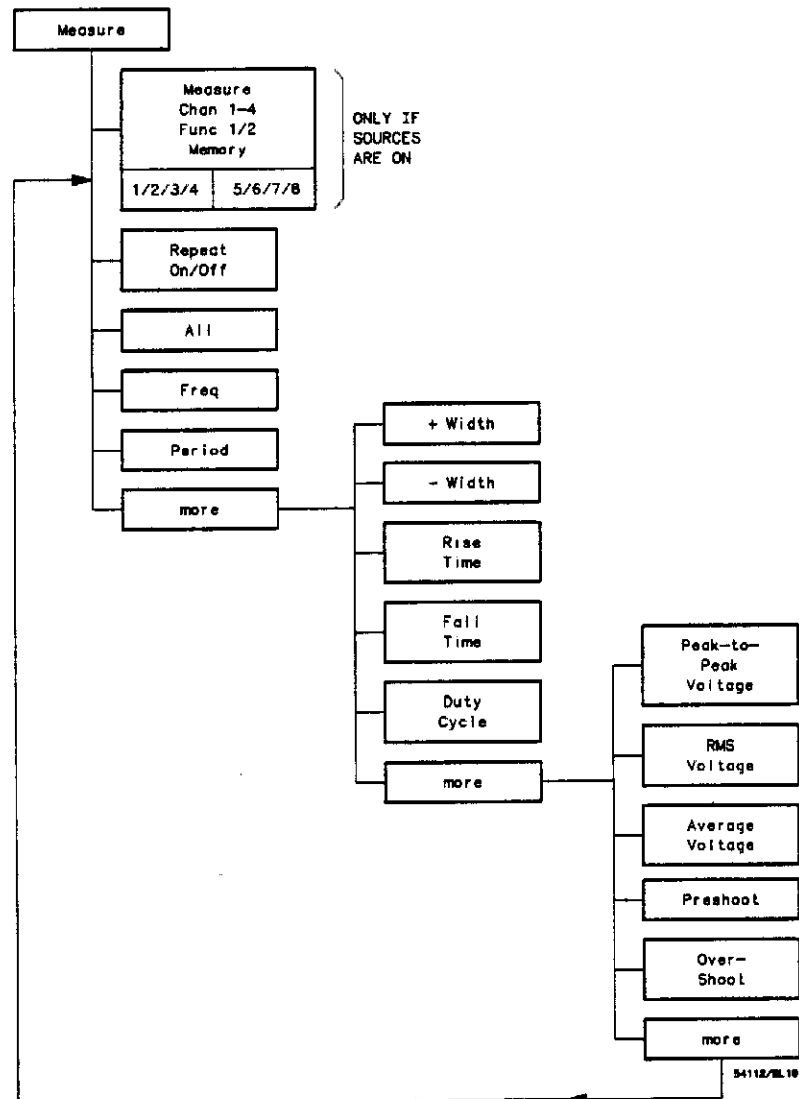 Measure
Measure
Chan 1-4
Func 1/2
Memory
1/2/3/4
5/6/7/8
ONLY IF
SOURCES
ARE ON
Repeat
On/Off
All
Freq
Period
more
+ Width
- Width
Rise
Time
Fall
Time
Duty
Cycle
more
Peak-to-
Peak
Voltage
RMS
Voltage
Average
Voltage
Preshoot
Over-
Shoot
more